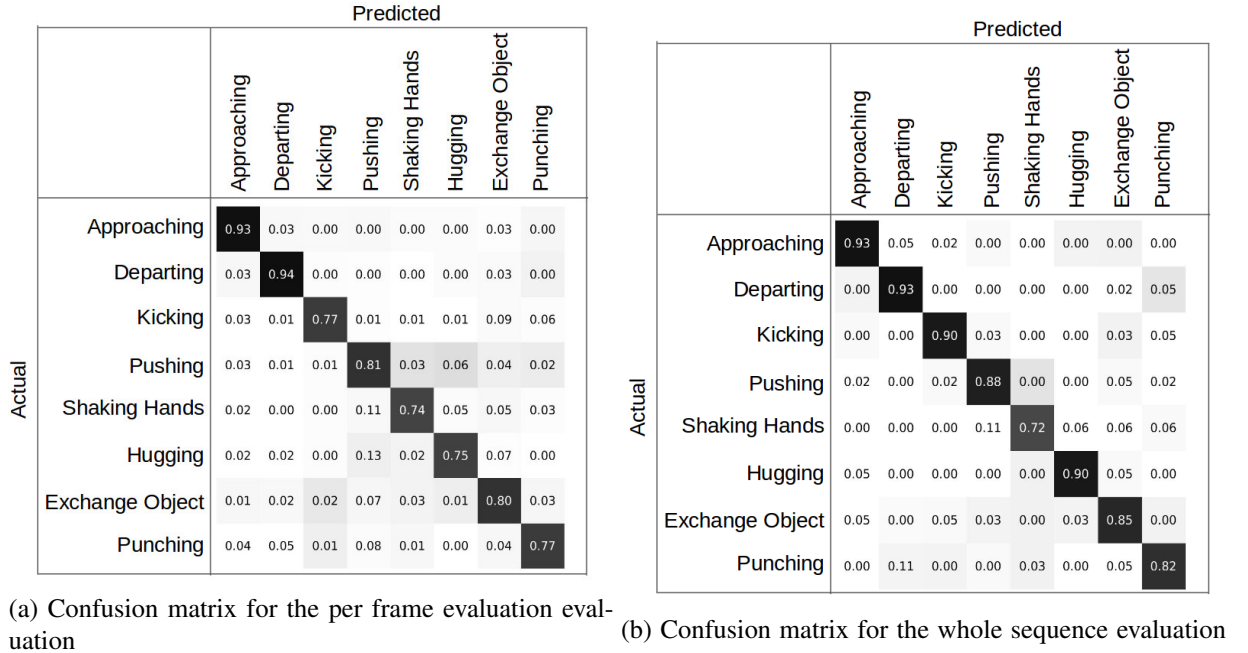 Predicted
Approaching
Departing
Kicking
Pushing
Shaking Hands
Hugging
Exchange Object
Punching
Actual
Approaching 0.93 0.03 0.00 0.00 0.00 0.00 0.03 0.00
Departing 0.03 0.94 0.00 0.00 0.00 0.00 0.03 0.00
Kicking 0.03 0.01 0.77 0.01 0.01 0.01 0.09 0.06
Pushing 0.03 0.01 0.01 0.81 0.03 0.06 0.04 0.02
Shaking Hands 0.02 0.00 0.00 0.11 0.74 0.05 0.05 0.03
Hugging 0.02 0.02 0.00 0.13 0.02 0.75 0.07 0.00
Exchange Object 0.01 0.02 0.02 0.07 0.03 0.01 0.80 0.03
Punching 0.04 0.05 0.01 0.08 0.01 0.00 0.04 0.77
(a) Confusion matrix for the per frame evaluation eval-
uation
Predicted
Approaching
Departing
Kicking
Pushing
Shaking Hands
Hugging
Exchange Object
Punching
Actual
Approaching 0.93 0.05 0.02 0.00 0.00 0.00 0.00 0.00
Departing 0.00 0.93 0.00 0.00 0.00 0.00 0.02 0.05
Kicking 0.00 0.00 0.90 0.03 0.00 0.00 0.03 0.05
Pushing 0.02 0.00 0.02 0.88 0.00 0.00 0.05 0.02
Shaking Hands 0.00 0.00 0.00 0.11 0.72 0.06 0.06 0.06
Hugging 0.05 0.00 0.00 0.00 0.00 0.90 0.05 0.00
Exchange Object 0.05 0.00 0.05 0.03 0.00 0.03 0.85 0.00
Punching 0.00 0.11 0.00 0.00 0.03 0.00 0.05 0.82
(b) Confusion matrix for the whole sequence evaluation